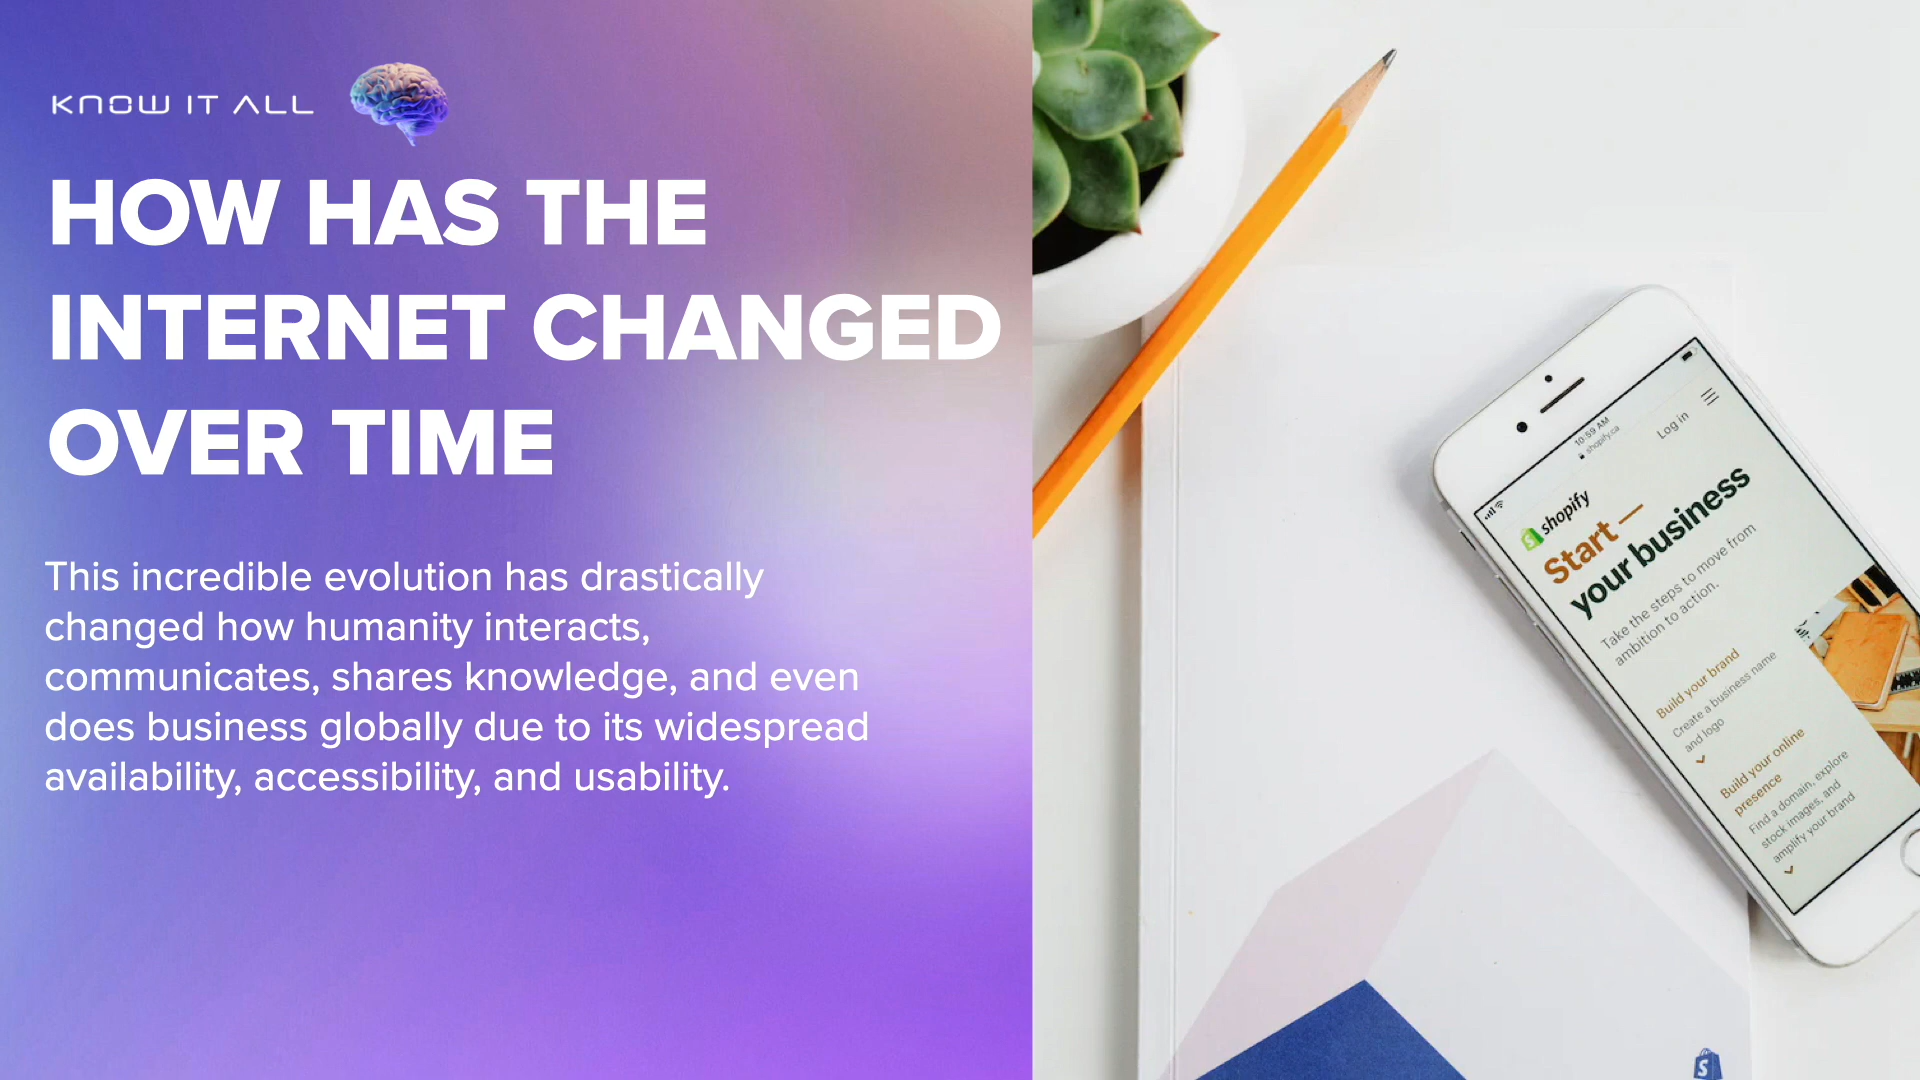 KNOW IT ALL
HOW HAS THE
INTERNET CHANGED
OVER TIME
This incredible evolution has drastically
changed how humanity interacts,
communicates, shares knowledge, and even
does business globally due to its widespread
availability, accessibility, and usability.
10:59 AM
shopify.ca
Log in
shopify
Start —
your business
Take the steps to move from
ambition to action.
Build your brand
Create a business name
and logo
Build your online
presence
Find a domain, explore
stock images, and
amplify your brand
S